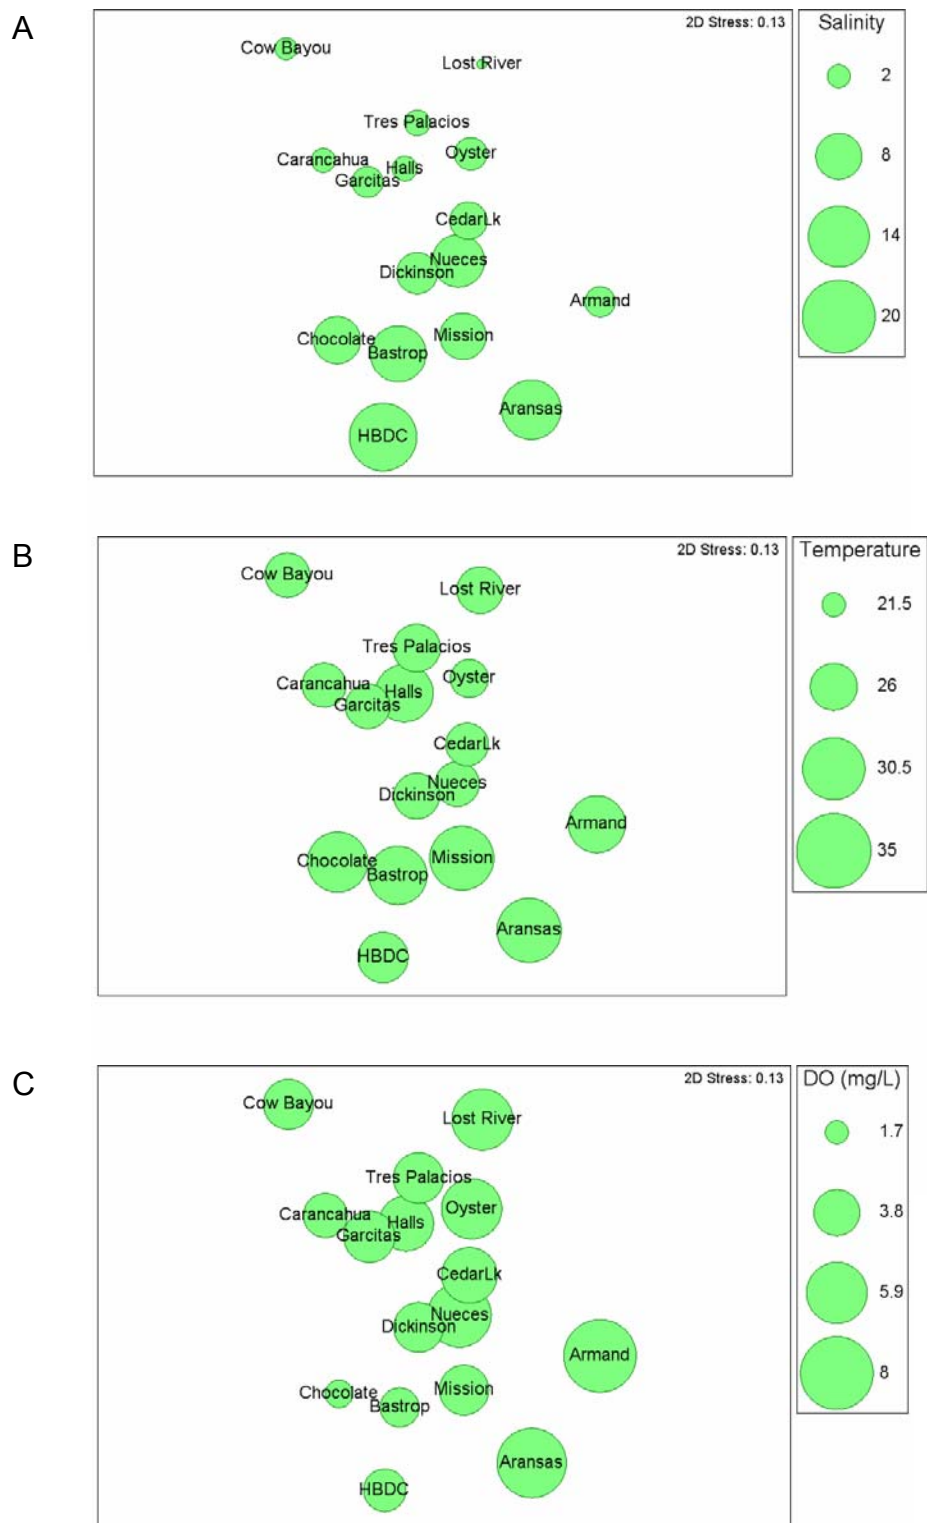 A
2D Stress: 0.13
Salinity
Cow Bayou
Lost River
2
Tres Palacios
Carancahua
Halls
Oyster
8
Garcitas
CedarLk
14
Nueces
Dickinson
Armand
20
Chocolate
Mission
Bastrop
Aransas
HBDC
B
2D Stress: 0.13
Temperature
Cow Bayou
Lost River
21.5
Tres Palacios
Carancahua
Halls
Oyster
26
Garcitas
CedarLk
30.5
Nueces
Dickinson
Armand
35
Chocolate
Mission
Bastrop
Aransas
HBDC
C
2D Stress: 0.13
DO (mg/L)
Cow Bayou
Lost River
1.7
Tres Palacios
Carancahua
Halls
Oyster
3.8
Garcitas
CedarLk
5.9
Nueces
Dickinson
Armand
8
Chocolate
Mission
Bastrop
Aransas
HBDC